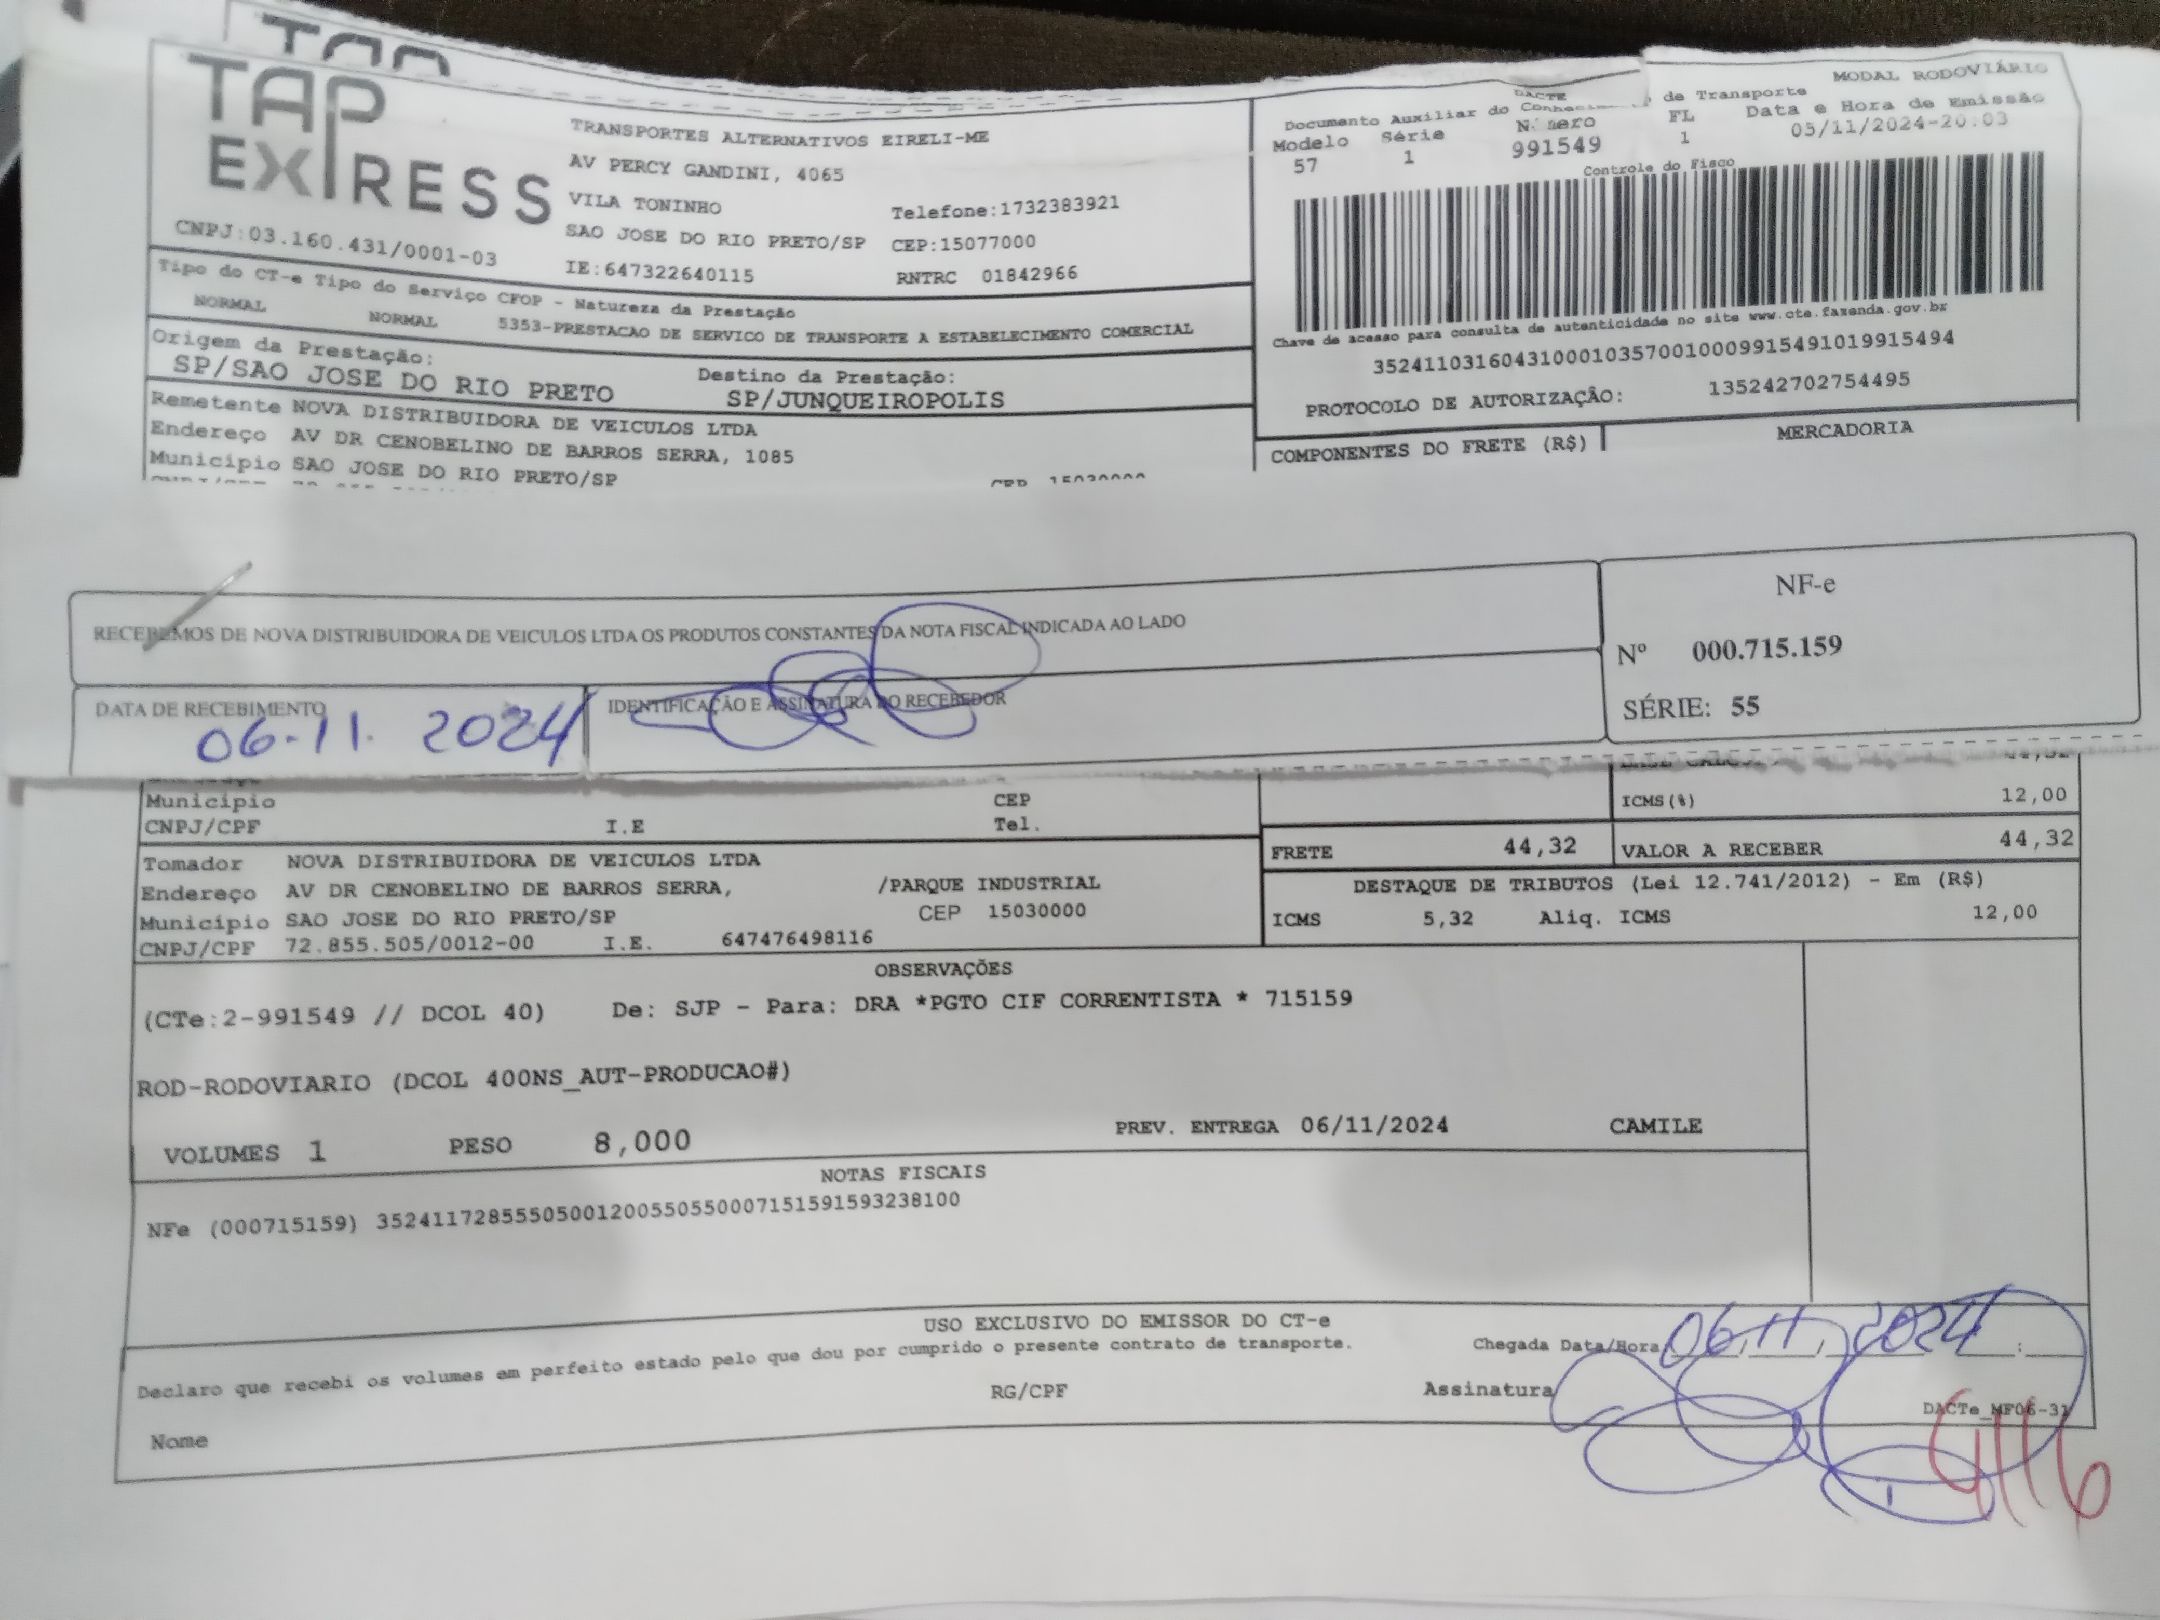 TAP
TAP
EXPRESS
CNPJ:03.160.431/0001-03
TRANSPORTES ALTERNATIVOS EIRELI-ME
AV PERCY GANDINI, 4065
VILA TONINHO
Telefone:1732383921
SAO JOSE DO RIO PRETO/SP CEP:15077000
IE:647322640115 RNTRC 01842966
MODAL RODOVIÁRIO
DACTE
Documento Auxiliar do de Transporte
Modelo Série Número FL Data e Hora de Emissão
57 1 991549 1 05/11/2024-20:03
Controle do Fisco
Chave de acesso para consulta de autenticidade no site www.cte.fazenda.gov.br
35241103160431000103570010009915491019915494
PROTOCOLO DE AUTORIZAÇÃO: 135242702754495
Tipo do CT-e Tipo do Serviço CFOP - Natureza da Prestação
NORMAL NORMAL 5353-PRESTACAO DE SERVICO DE TRANSPORTE A ESTABELECIMENTO COMERCIAL
Origem da Prestação: Destino da Prestação:
SP/SAO JOSE DO RIO PRETO SP/JUNQUEIROPOLIS
Remetente NOVA DISTRIBUIDORA DE VEICULOS LTDA
Endereço AV DR CENOBELINO DE BARROS SERRA, 1085
Município SAO JOSE DO RIO PRETO/SP
CEP 15030000
COMPONENTES DO FRETE (R$) MERCADORIA
RECEBEMOS DE NOVA DISTRIBUIDORA DE VEICULOS LTDA OS PRODUTOS CONSTANTES DA NOTA FISCAL INDICADA AO LADO
DATA DE RECEBIMENTO
06.11. 2024
IDENTIFICAÇÃO E ASSINATURA DO RECEBEDOR
NF-e
Nº 000.715.159
SÉRIE: 55
Município CEP
CNPJ/CPF I.E Tel.
ICMS(%) 12,00
FRETE 44,32 VALOR A RECEBER 44,32
Tomador NOVA DISTRIBUIDORA DE VEICULOS LTDA
Endereço AV DR CENOBELINO DE BARROS SERRA, /PARQUE INDUSTRIAL
Município SAO JOSE DO RIO PRETO/SP CEP 15030000
CNPJ/CPF 72.855.505/0012-00 I.E. 647476498116
DESTAQUE DE TRIBUTOS (Lei 12.741/2012) - Em (R$)
ICMS 5,32 Aliq. ICMS 12,00
OBSERVAÇÕES
(CTe:2-991549 // DCOL 40) De: SJP - Para: DRA *PGTO CIF CORRENTISTA * 715159
ROD-RODOVIARIO (DCOL 400NS_AUT-PRODUCAO#)
VOLUMES 1 PESO 8,000 PREV. ENTREGA 06/11/2024 CAMILE
NOTAS FISCAIS
NFe (000715159) 35241172855505001200550550007151591593238100
USO EXCLUSIVO DO EMISSOR DO CT-e
Declaro que recebi os volumes em perfeito estado pelo que dou por cumprido o presente contrato de transporte.
Chegada Data/Hora 06,11, 2024 :
RG/CPF Assinatura
DACTe_MF06-31
Nome